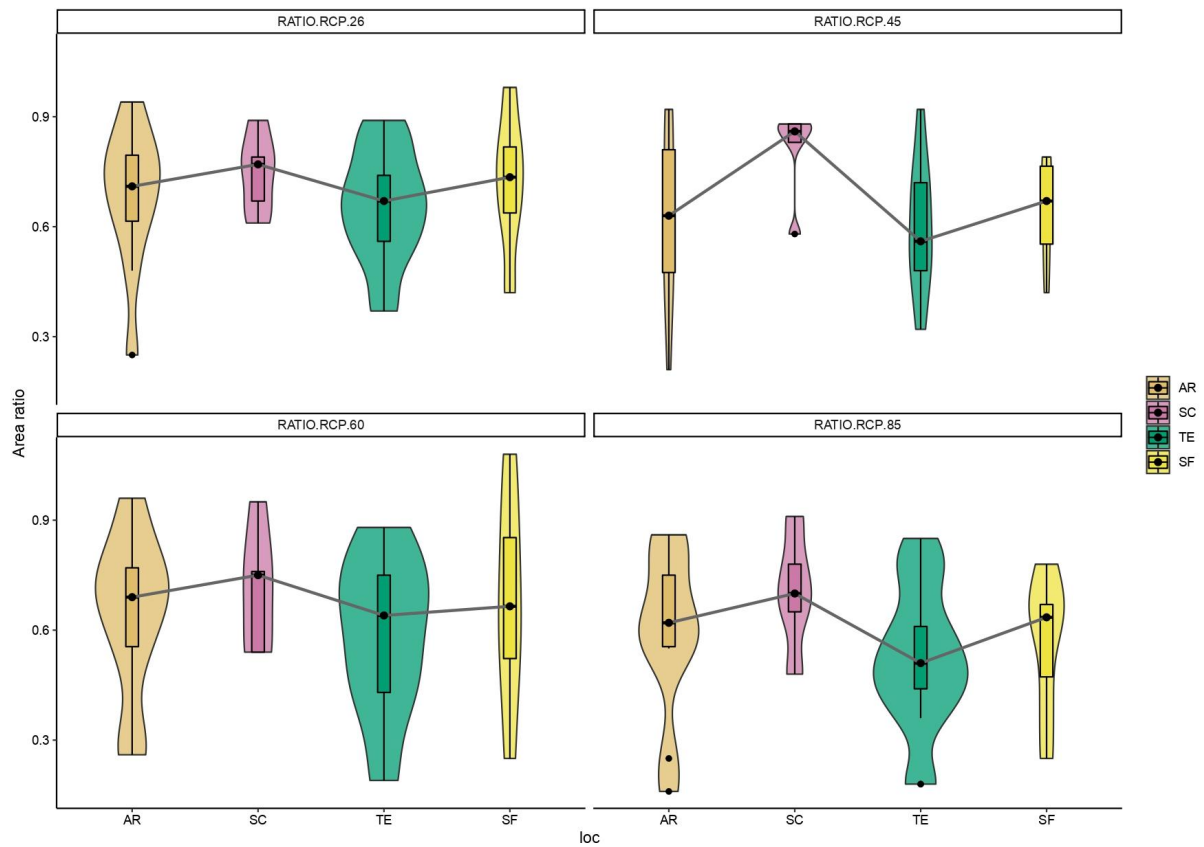 RATIO.RCP.26
RATIO.RCP.45
0.9
0.6
0.3
Area ratio
RATIO.RCP.60
RATIO.RCP.85
0.9
0.6
0.3
AR
SC
TE
SF
AR
SC
TE
SF
loc
AR
SC
TE
SF